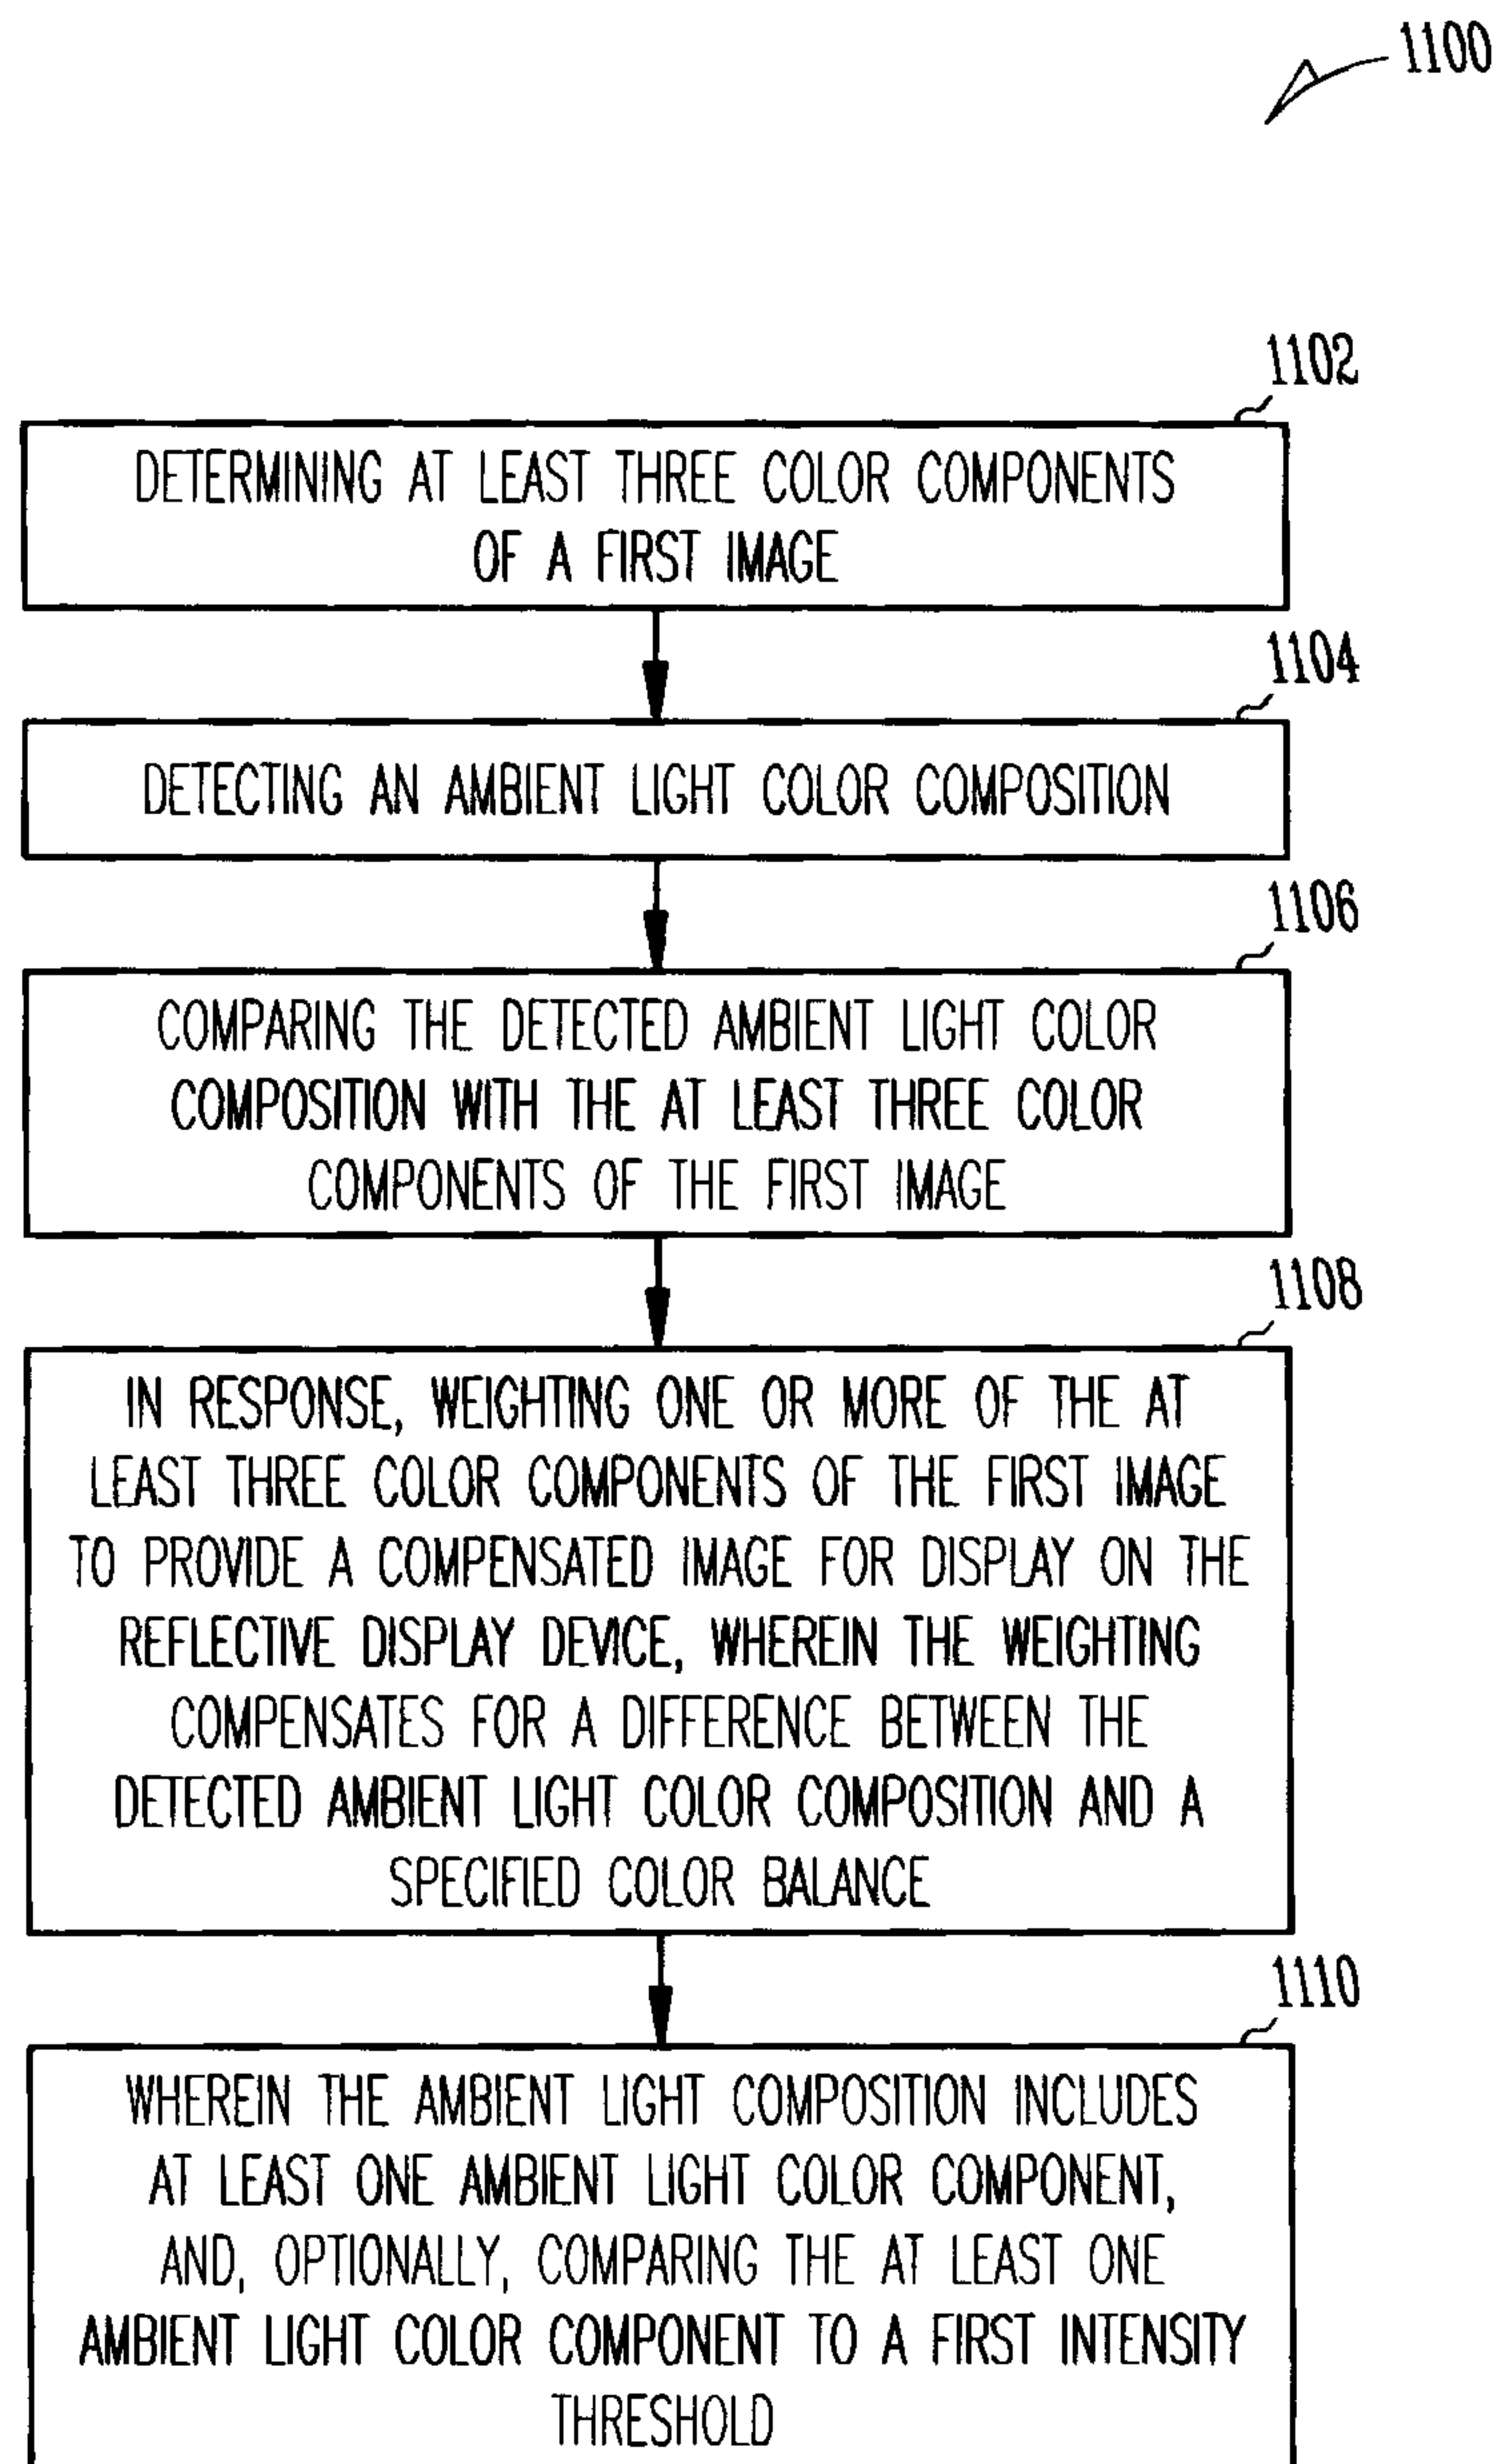 1100
1102
DETERMINING AT LEAST THREE COLOR COMPONENTS
OF A FIRST IMAGE
1104
DETECTING AN AMBIENT LIGHT COLOR COMPOSITION
1106
COMPARING THE DETECTED AMBIENT LIGHT COLOR
COMPOSITION WITH THE AT LEAST THREE COLOR
COMPONENTS OF THE FIRST IMAGE
1108
IN RESPONSE, WEIGHTING ONE OR MORE OF THE AT
LEAST THREE COLOR COMPONENTS OF THE FIRST IMAGE
TO PROVIDE A COMPENSATED IMAGE FOR DISPLAY ON THE
REFLECTIVE DISPLAY DEVICE, WHEREIN THE WEIGHTING
COMPENSATES FOR A DIFFERENCE BETWEEN THE
DETECTED AMBIENT LIGHT COLOR COMPOSITION AND A
SPECIFIED COLOR BALANCE
1110
WHEREIN THE AMBIENT LIGHT COMPOSITION INCLUDES
AT LEAST ONE AMBIENT LIGHT COLOR COMPONENT,
AND, OPTIONALLY, COMPARING THE AT LEAST ONE
AMBIENT LIGHT COLOR COMPONENT TO A FIRST INTENSITY
THRESHOLD